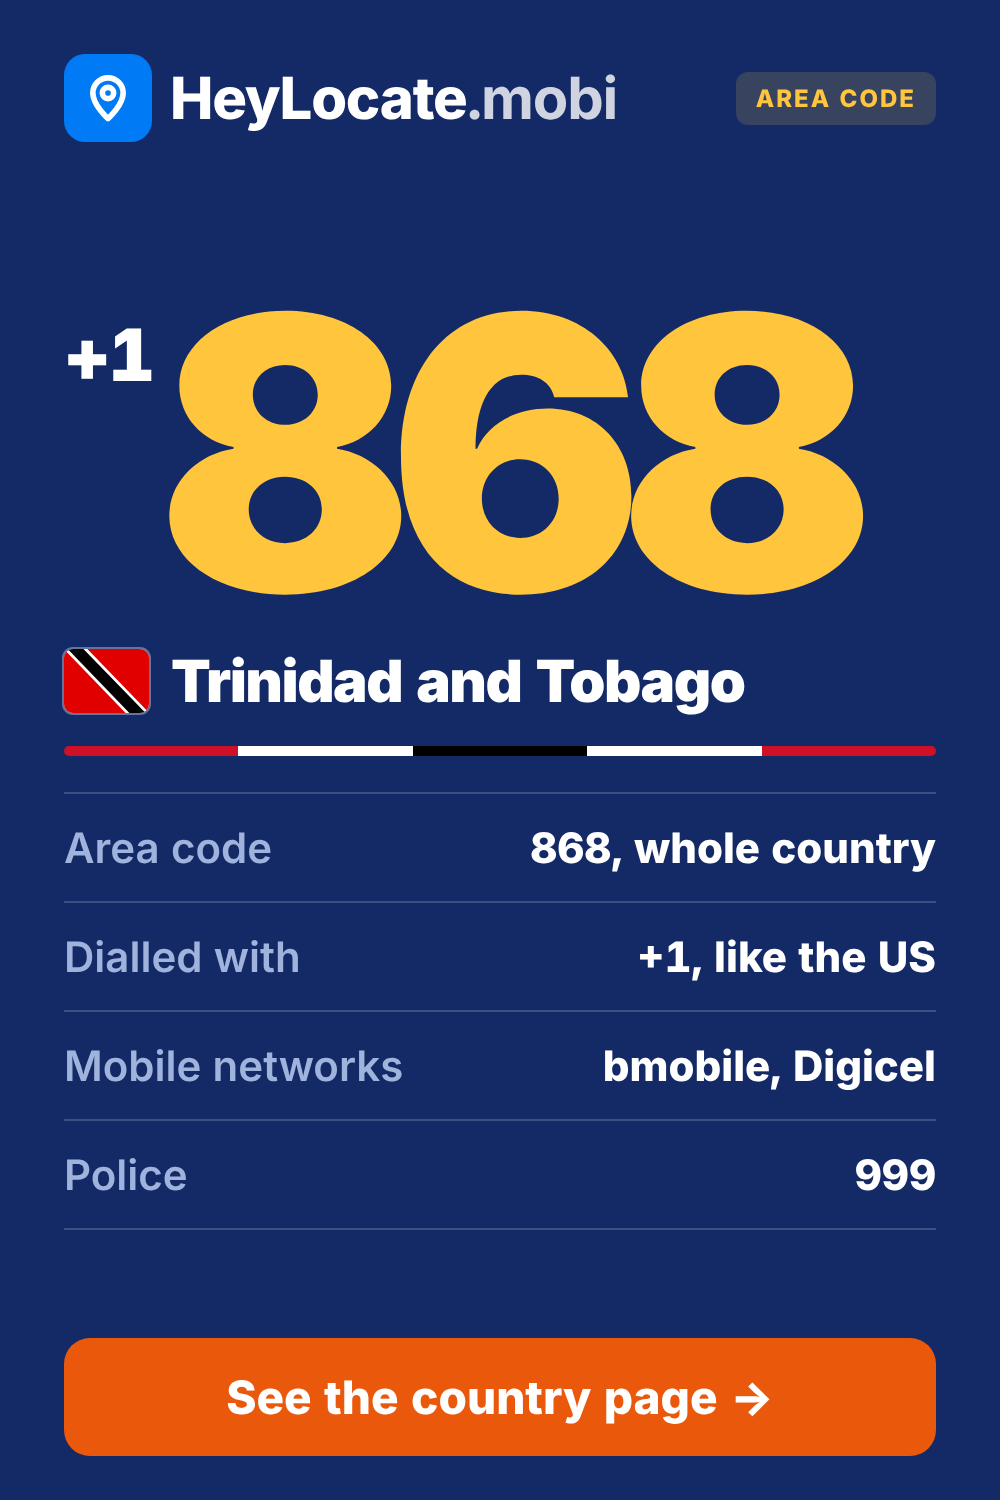 HeyLocate.mobi
AREA CODE
+1 868
Trinidad and Tobago
Area code 868, whole country
Dialled with +1, like the US
Mobile networks bmobile, Digicel
Police 999
See the country page →